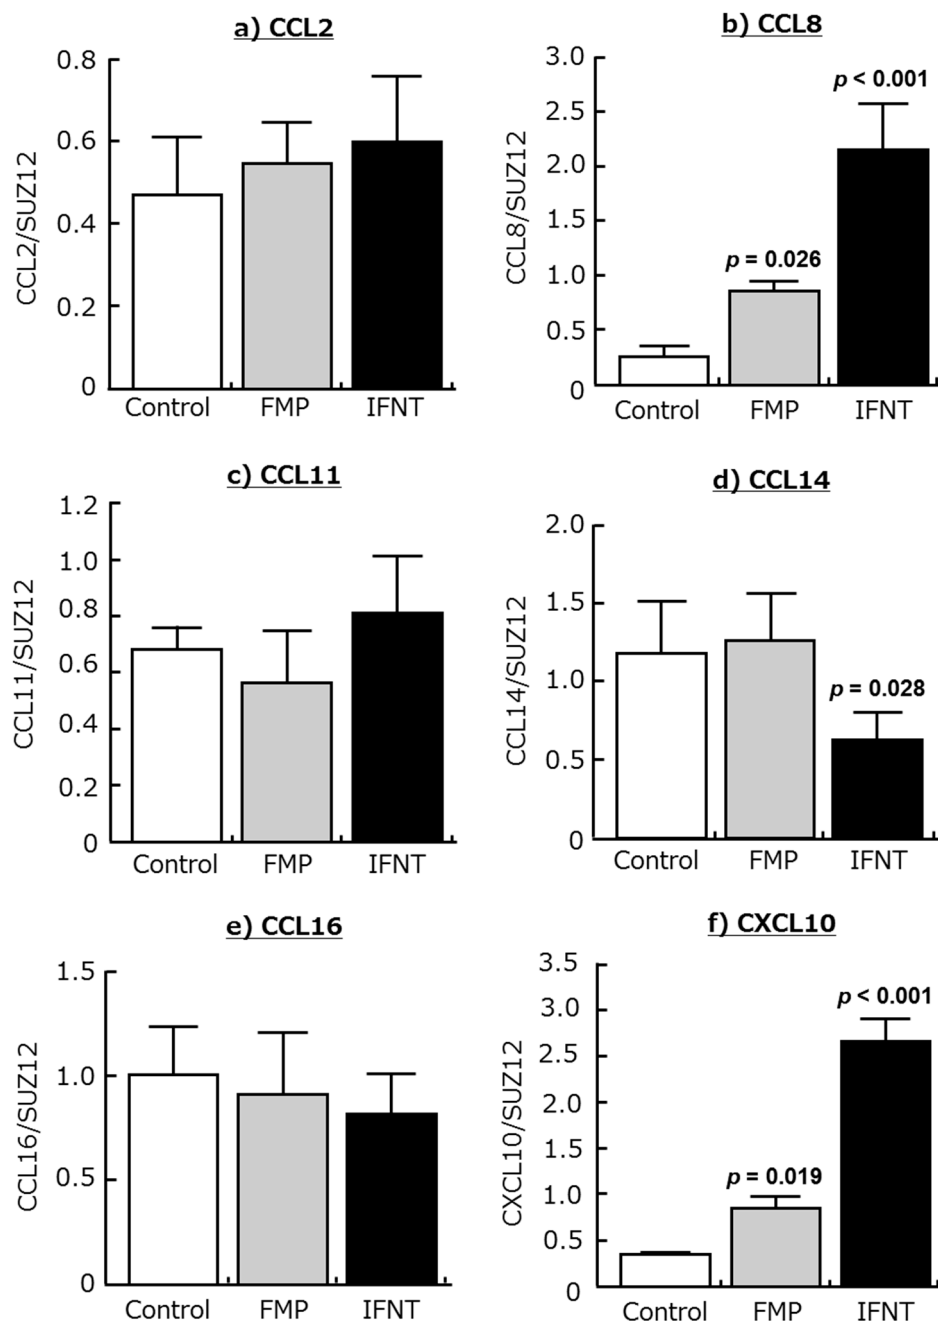 a) CCL2
CCL2/SUZ12
0.8
0.6
0.4
0.2
0
Control FMP IFNT
b) CCL8
CCL8/SUZ12
3.0
2.5
2.0
1.5
1.0
0.5
0
p = 0.026
p < 0.001
Control FMP IFNT
c) CCL11
CCL11/SUZ12
1.2
1.0
0.8
0.6
0.4
0.2
0
Control FMP IFNT
d) CCL14
CCL14/SUZ12
2.0
1.5
1.0
0.5
0
p = 0.028
Control FMP IFNT
e) CCL16
CCL16/SUZ12
1.5
1.0
0.5
0
Control FMP IFNT
f) CXCL10
CXCL10/SUZ12
3.5
3.0
2.5
2.0
1.5
1.0
0.5
0
p = 0.019
p < 0.001
Control FMP IFNT